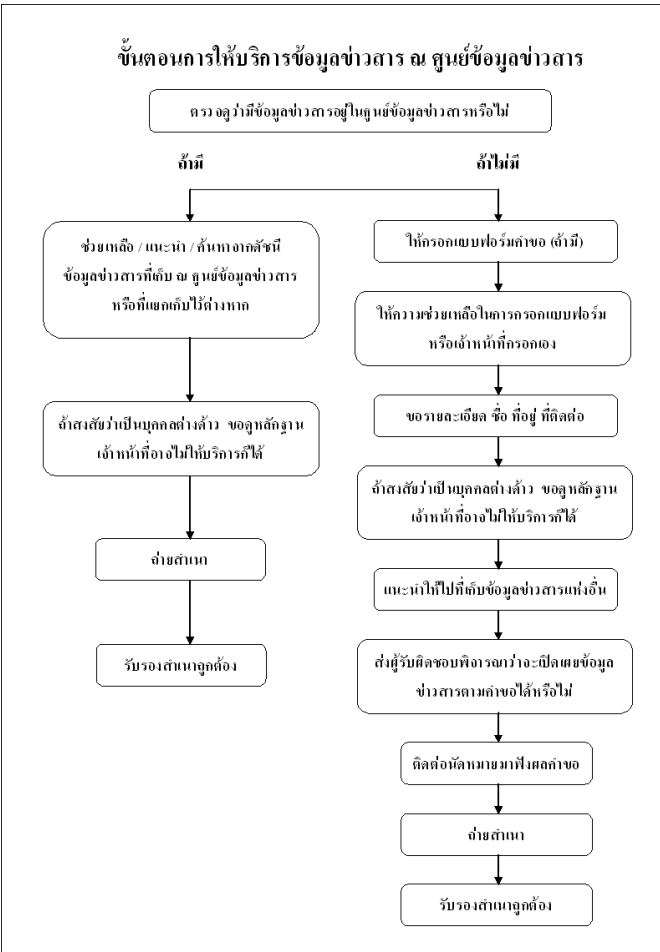 ขั้นตอนการให้บริการข้อมูลข่าวสาร ณ ศูนย์ข้อมูลข่าวสาร
ตรวจดูว่ามีข้อมูลข่าวสารอยู่ในศูนย์ข้อมูลข่าวสารหรือไม่
ถ้ามี
ช่วยเหลือ / แนะนำ / ค้นหาจากดัชนี
ข้อมูลข่าวสารที่เก็บ ณ ศูนย์ข้อมูลข่าวสาร
หรือที่แยกเก็บไว้ต่างหาก
ถ้าสงสัยว่าเป็นบุคคลต่างด้าว ขอดูหลักฐาน
เจ้าหน้าที่อาจไม่ให้บริการก็ได้
ถ่ายสำเนา
รับรองสำเนาถูกต้อง
ถ้าไม่มี
ให้กรอกแบบฟอร์มคำขอ (ถ้ามี)
ให้ความช่วยเหลือในการกรอกแบบฟอร์ม
หรือเจ้าหน้าที่กรอกเอง
ขอรายละเอียด ชื่อ ที่อยู่ ที่ติดต่อ
ถ้าสงสัยว่าเป็นบุคคลต่างด้าว ขอดูหลักฐาน
เจ้าหน้าที่อาจไม่ให้บริการก็ได้
แนะนำให้ไปที่เก็บข้อมูลข่าวสารแห่งอื่น
ส่งผู้รับผิดชอบพิจารณาว่าจะเปิดเผยข้อมูล
ข่าวสารตามคำขอได้หรือไม่
ติดต่อนัดหมายมาฟังผลคำขอ
ถ่ายสำเนา
รับรองสำเนาถูกต้อง